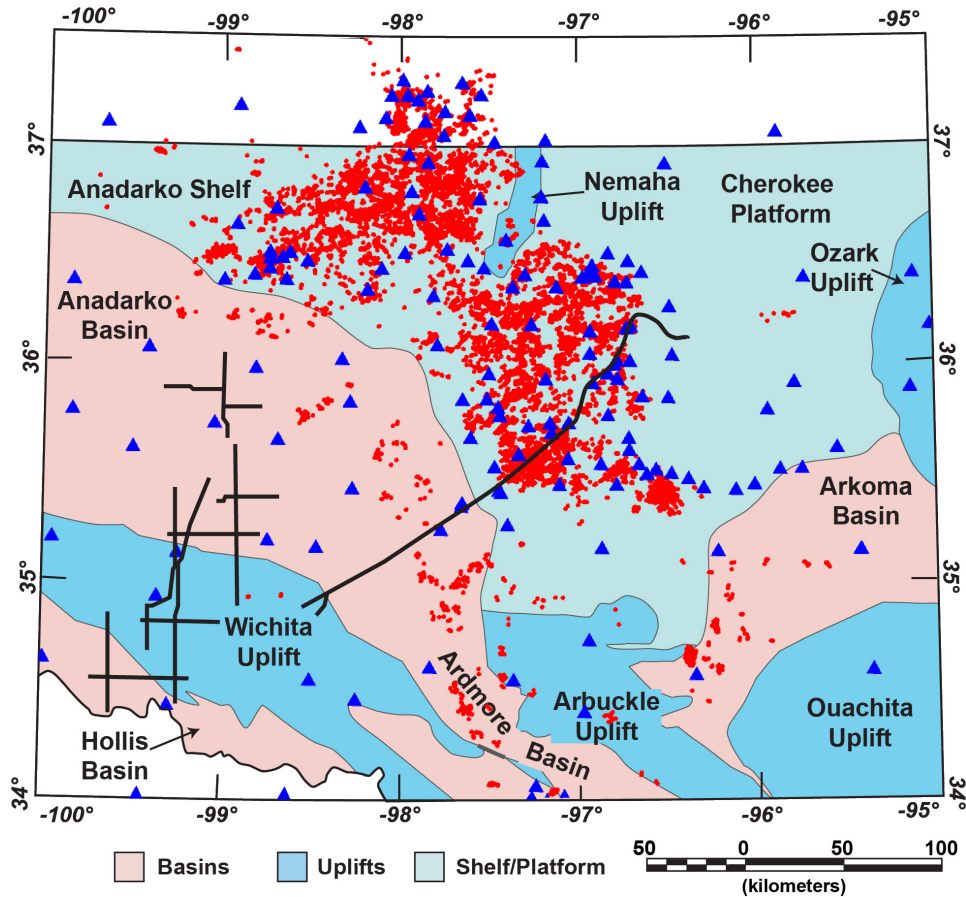 -100° -99° -98° -97° -96° -95°
37° 37°
Anadarko Shelf
Nemaha
Uplift
Cherokee
Platform
Ozark
Uplift
Anadarko
Basin
36° 36°
Arkoma
Basin
35° 35°
Wichita
Uplift
Ardmore
Basin
Arbuckle
Uplift
Ouachita
Uplift
Hollis
Basin
34° 34°
-100° -99° -98° -97° -96° -95°
Basins Uplifts Shelf/Platform
50 0 50 100
(kilometers)